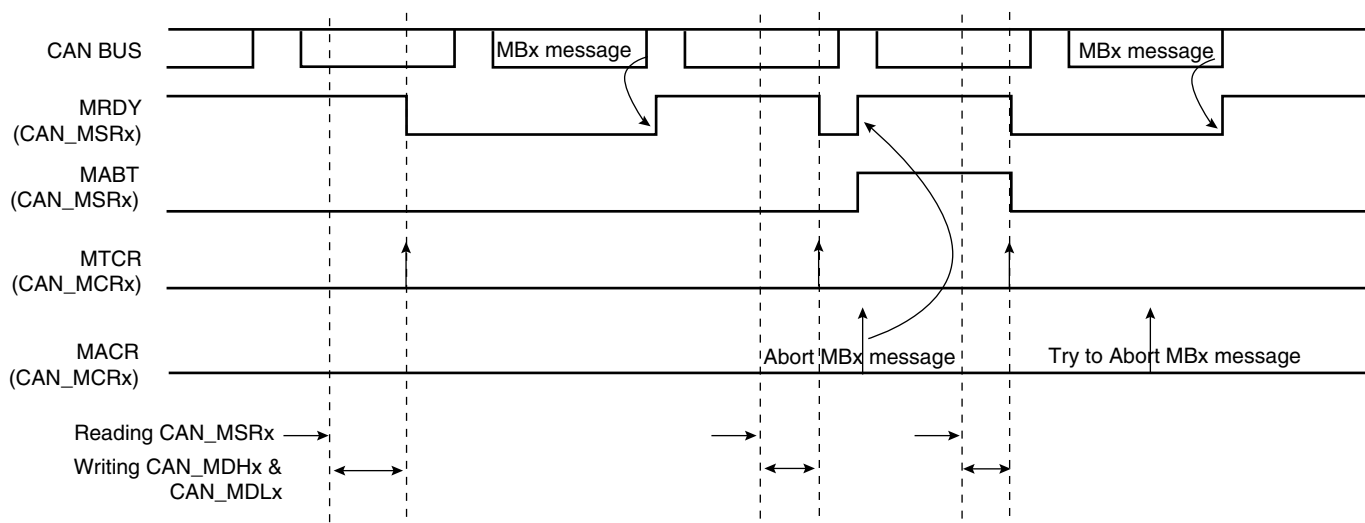 CAN BUS
MBx message
MBx message
MRDY
(CAN_MSRx)
MABT
(CAN_MSRx)
MTCR
(CAN_MCRx)
MACR
(CAN_MCRx)
Abort MBx message
Try to Abort MBx message
Reading CAN_MSRx
Writing CAN_MDHx &
CAN_MDLx